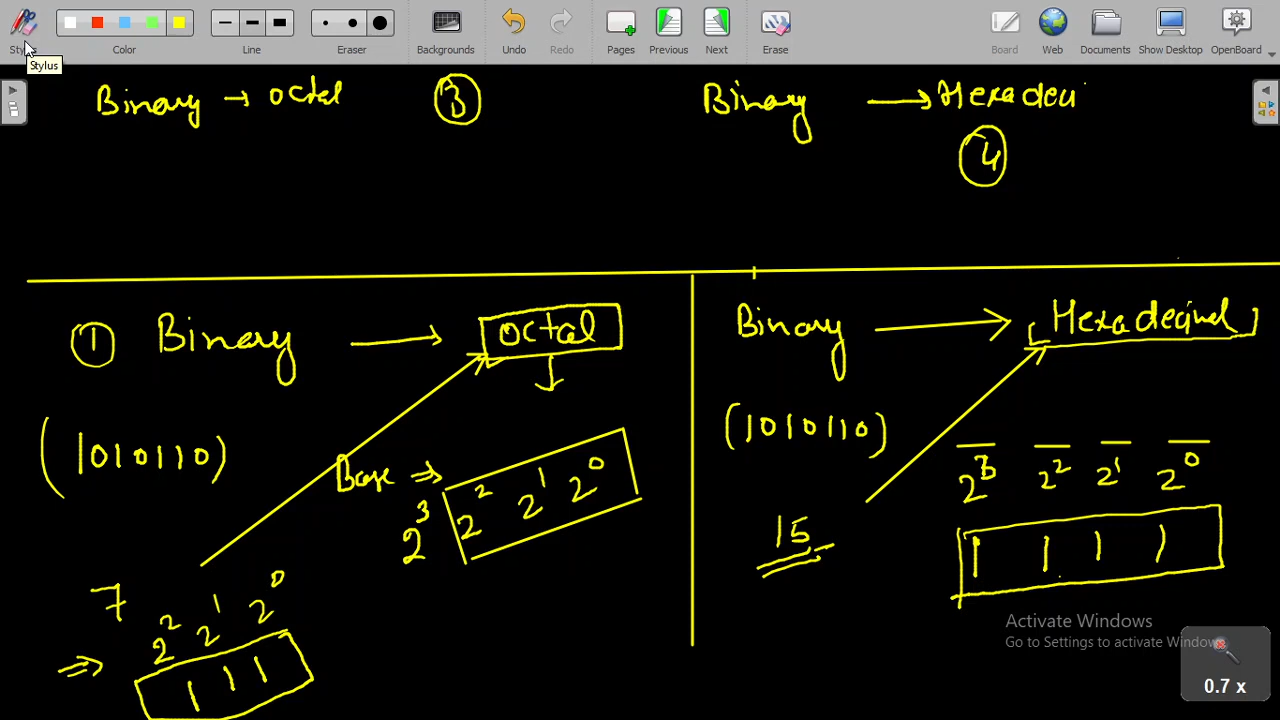 Stylus
Color
Line
Eraser
Backgrounds
Undo
Redo
Pages
Previous
Next
Erase
Board
Web
Documents
Show Desktop
OpenBoard
Stylus
Binary → octal ③
Binary → Hexadeci
④
① Binary → octal
(1010110)
Base ⇒
2³ 2² 2¹ 2⁰
7
2² 2¹ 2⁰
⇒ 1 1 1
Binary → Hexadecimal
(1010110)
2³ 2² 2¹ 2⁰
15
1 1 1 1
Activate Windows
Go to Settings to activate Windows.
0.7 x